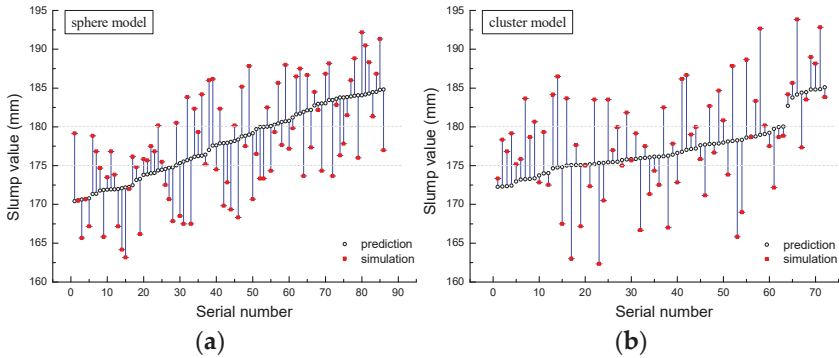 sphere model
195
190
185
180
175
170
165
160
Slump value (mm)
prediction
simulation
0 10 20 30 40 50 60 70 80 90
Serial number
(a)
cluster model
195
190
185
180
175
170
165
160
Slump value (mm)
prediction
simulation
0 10 20 30 40 50 60 70
Serial number
(b)